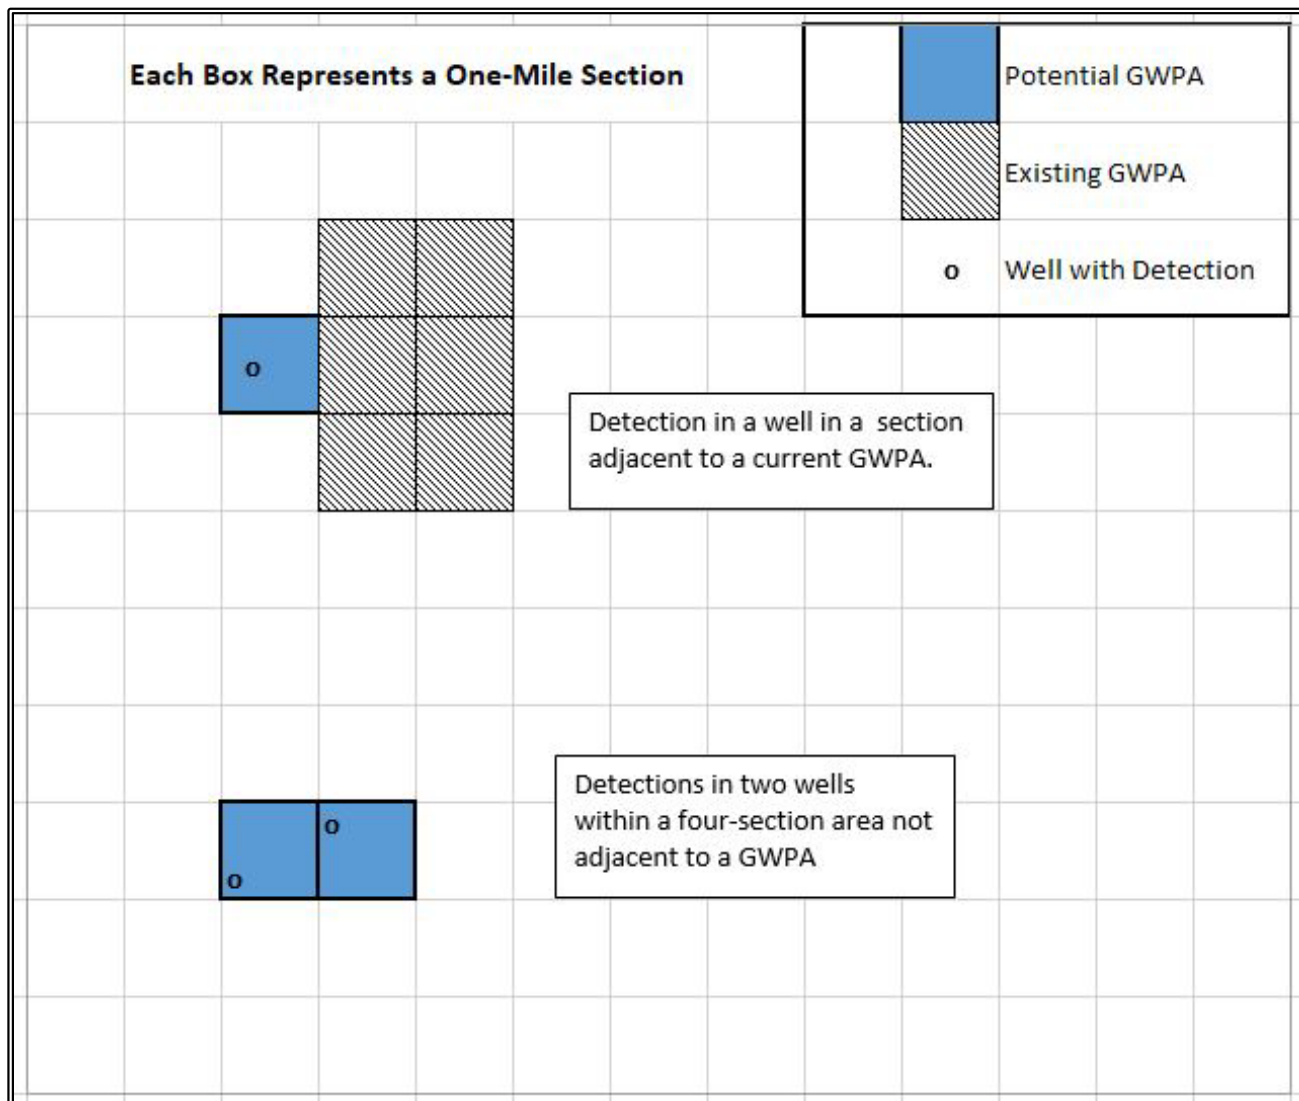 Each Box Represents a One-Mile Section
Potential GWPA
Existing GWPA
o Well with Detection
o
Detection in a well in a section
adjacent to a current GWPA.
Detections in two wells
within a four-section area not
adjacent to a GWPA
o
o